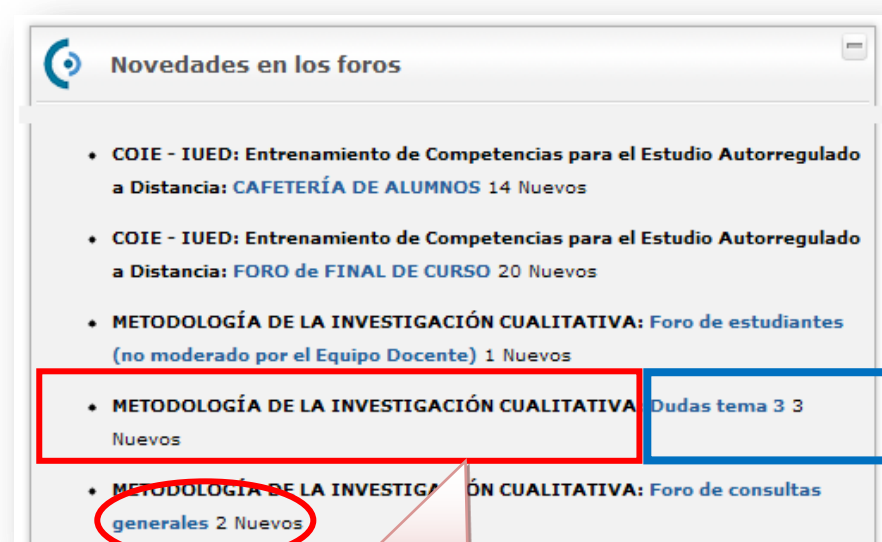 Novedades en los foros
• COIE - IUED: Entrenamiento de Competencias para el Estudio Autorregulado
a Distancia: CAFETERÍA DE ALUMNOS 14 Nuevos
• COIE - IUED: Entrenamiento de Competencias para el Estudio Autorregulado
a Distancia: FORO de FINAL DE CURSO 20 Nuevos
• METODOLOGÍA DE LA INVESTIGACIÓN CUALITATIVA: Foro de estudiantes
(no moderado por el Equipo Docente) 1 Nuevos
• METODOLOGÍA DE LA INVESTIGACIÓN CUALITATIVA: Dudas tema 3 3
Nuevos
• METODOLOGÍA DE LA INVESTIGACIÓN CUALITATIVA: Foro de consultas
generales 2 Nuevos